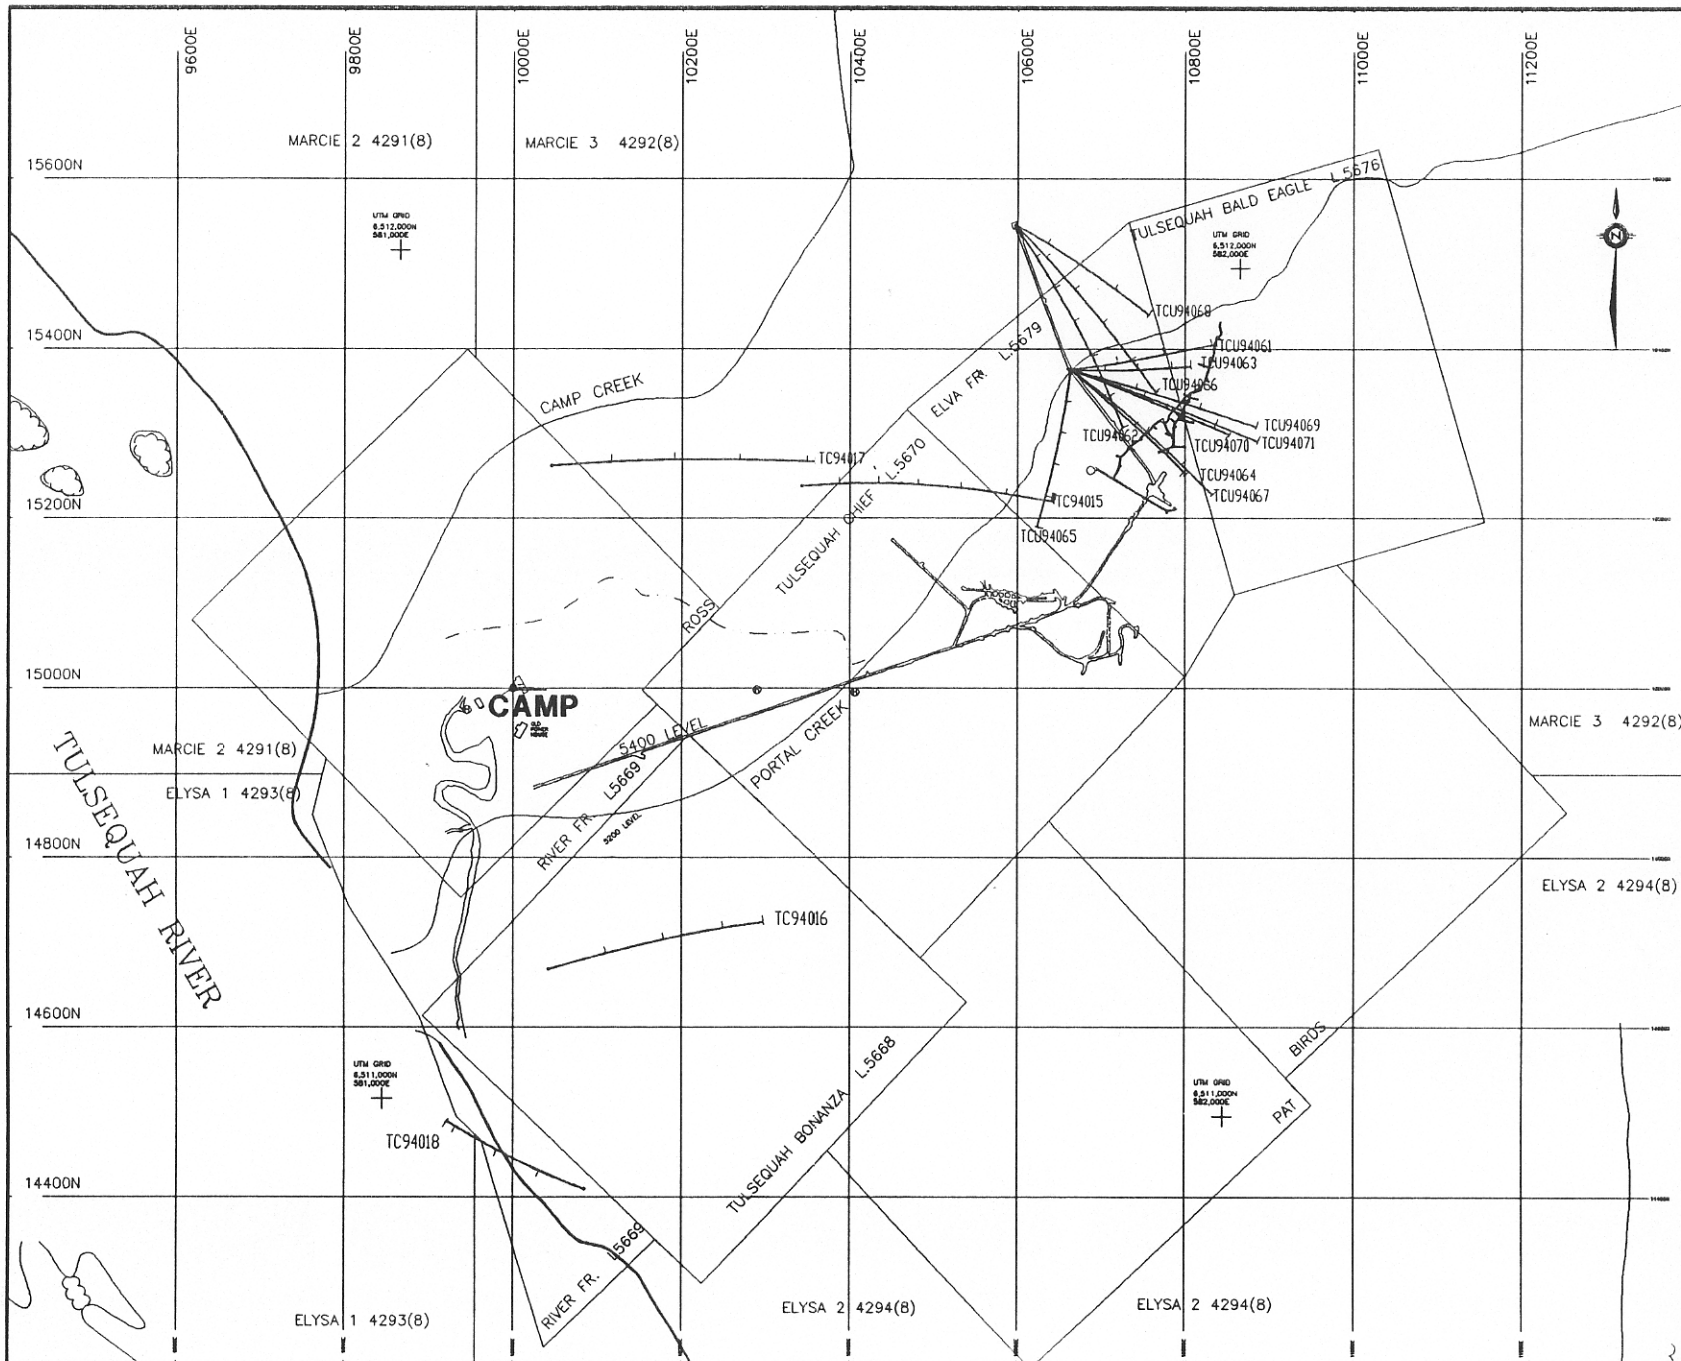 9600E
9800E
10000E
10200E
10400E
10600E
10800E
11000E
11200E
MARCIE 2 4291(8)
MARCIE 3 4292(8)
15600N
TULSEQUAH BALD EAGLE L.5676
UTM GRID
6,512,000N
581,000E
UTM GRID
6,512,000N
582,000E
N
TCU94068
15400N
ELVA FR. L.5679
TCU94061
TCU94063
TCU94066
CAMP CREEK
TCU94069
TCU94062
TCU94070
TCU94071
TC94017
TULSEQUAH CHIEF L.5670
TCU94064
TCU94067
TC94015
15200N
TCU94065
ROSS
15000N
CAMP
OLD
POWER
HOUSE
5400 LEVEL
PORTAL CREEK
MARCIE 3 4292(8)
MARCIE 2 4291(8)
TULSEQUAH RIVER
ELYSA 1 4293(8)
RIVER FR. L5669
5200 LEVEL
14800N
ELYSA 2 4294(8)
TC94016
14600N
BIRDS
UTM GRID
6,511,000N
581,000E
UTM GRID
6,511,000N
582,000E
PAT
TULSEQUAH BONANZA L.5668
TC94018
14400N
RIVER FR. L5669
ELYSA 1 4293(8)
ELYSA 2 4294(8)
ELYSA 2 4294(8)